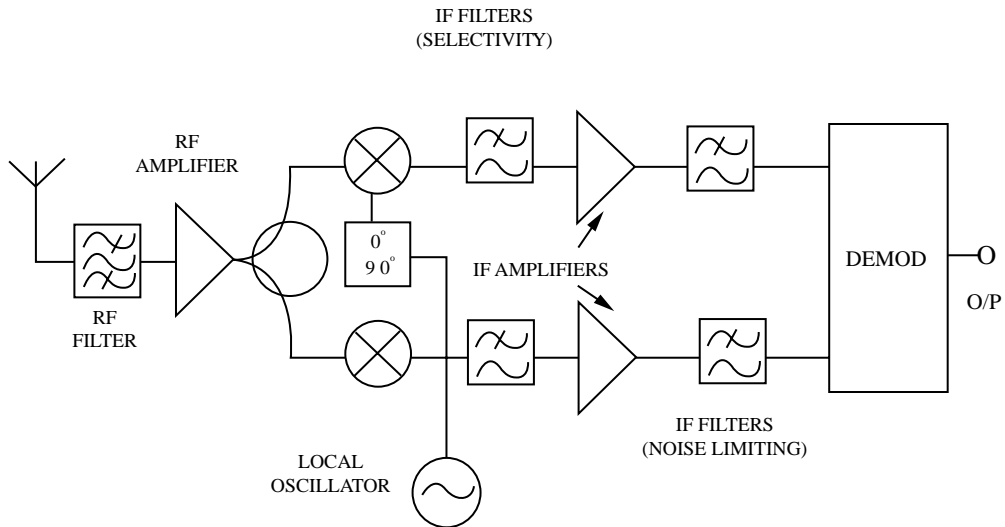 IF FILTERS
(SELECTIVITY)
RF
AMPLIFIER
0°
90°
IF AMPLIFIERS
DEMOD
O/P
RF
FILTER
IF FILTERS
(NOISE LIMITING)
LOCAL
OSCILLATOR